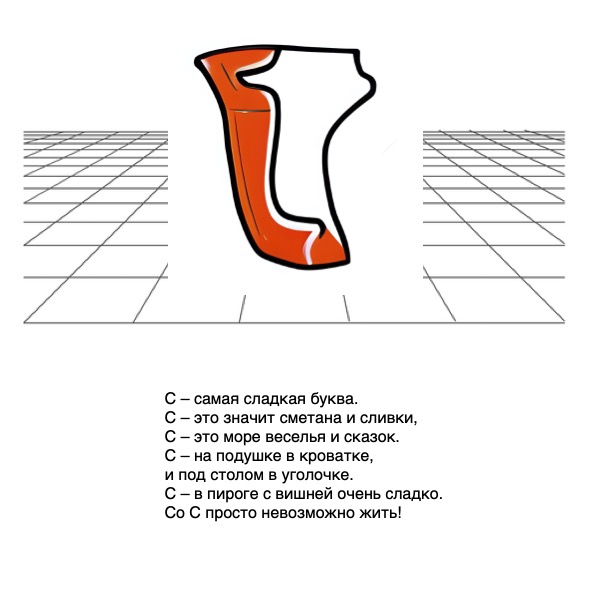 С – самая сладкая буква.
С – это значит сметана и сливки,
С – это море веселья и сказок.
С – на подушке в кроватке,
и под столом в уголочке.
С – в пироге с вишней очень сладко.
Со С просто невозможно жить!